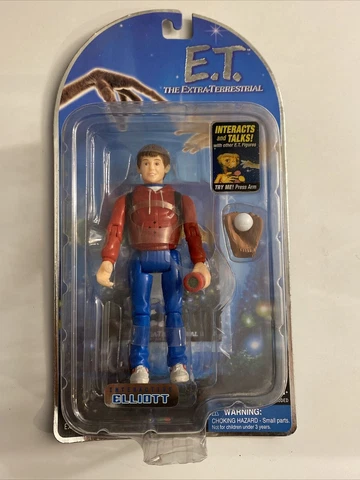 E.T.
THE EXTRA-TERRESTRIAL
INTERACTS
and TALKS!
with other E.T. Figures
TRY ME! Press Arm
INTERACTIVE
ELLIOTT
WARNING:
CHOKING HAZARD - Small parts.
Not for children under 3 years.